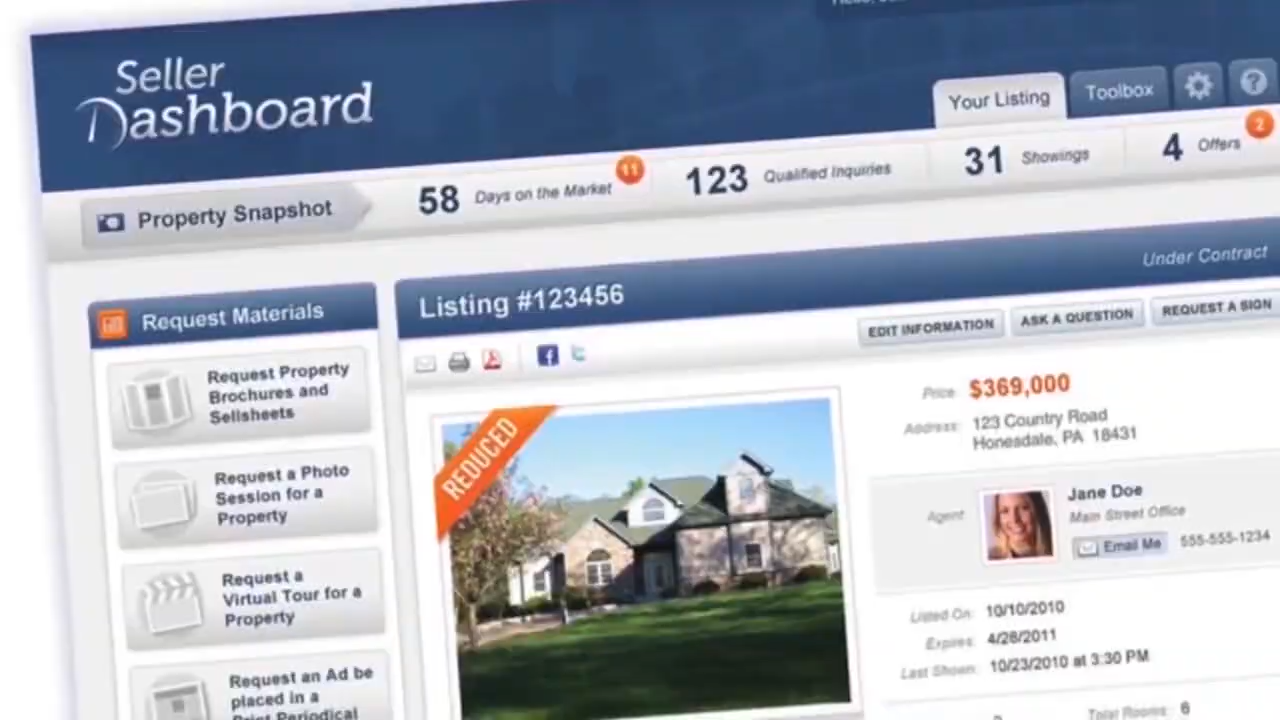 Seller
Dashboard
Your Listing
Toolbox
?
Property Snapshot
58 Days on the Market 11
123 Qualified Inquiries
31 Showings
4 Offers 2
Request Materials
Request Property
Brochures and
Sellsheets
Request a Photo
Session for a
Property
Request a
Virtual Tour for a
Property
Request an Ad be
placed in a
Print Periodical
Listing #123456
Under Contract
EDIT INFORMATION
ASK A QUESTION
REQUEST A SIGN
f
t
REDUCED
Price: $369,000
Address: 123 Country Road
Honesdale, PA 18431
Agent:
Jane Doe
Main Street Office
Email Me 555-555-1234
Listed On: 10/10/2010
Expires: 4/26/2011
Last Shown: 10/23/2010 at 3:30 PM
Total Rooms: 6